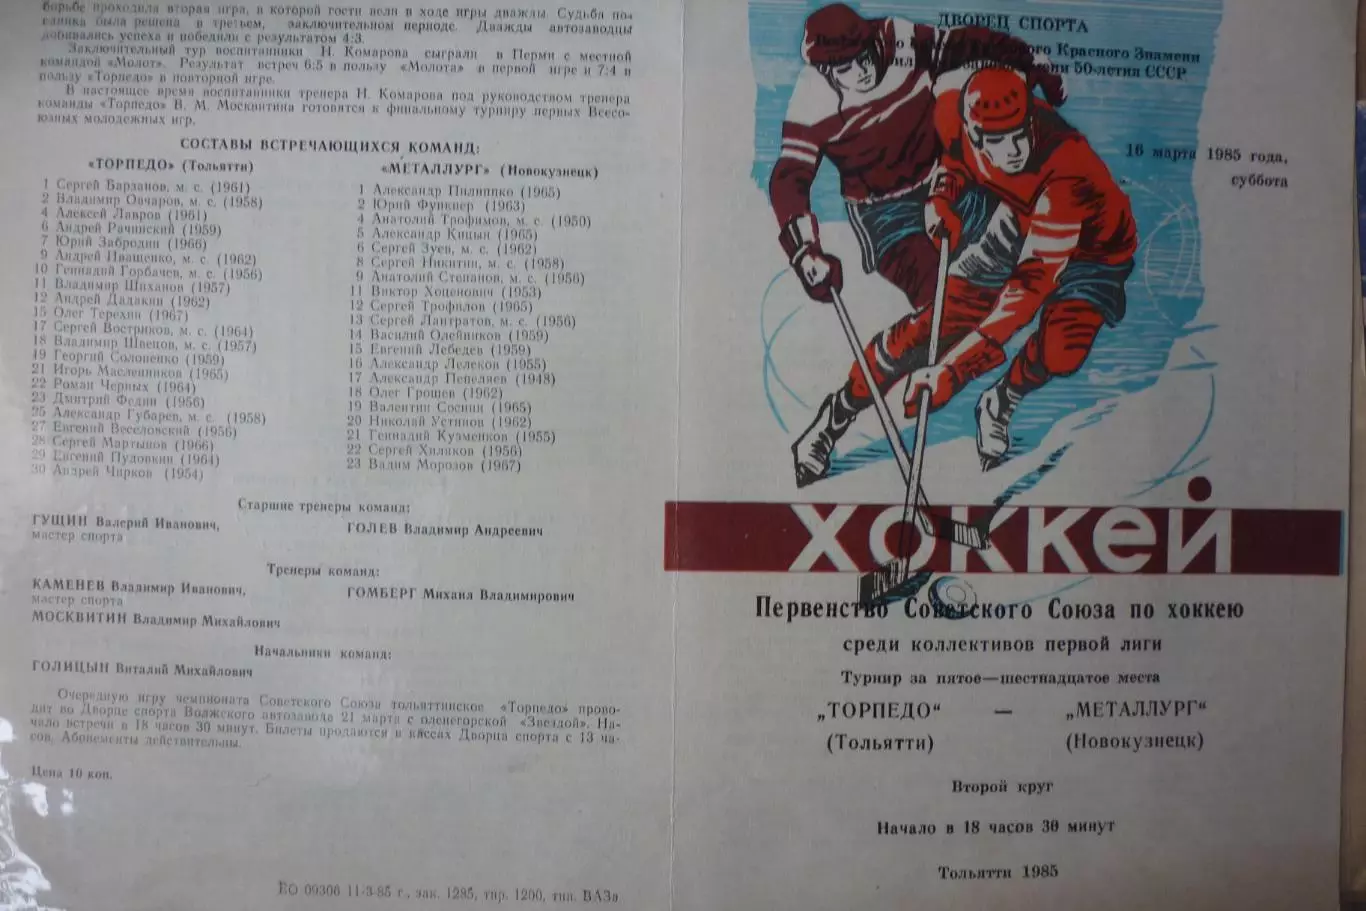 борьбе проходила вторая игра, в которой гости вели в ходе игры дважды. Судьба по-
единка была решена в третьем, заключительном периоде. Дважды автозаводцы
добивались успеха и победили с результатом 4:3.
Заключительный тур воспитанники Н. Комарова сыграли в Перми с местной
командой «Молот». Результат встреч 6:5 в пользу «Молота» в первой игре и 7:4 в
пользу «Торпедо» в повторной игре.
В настоящее время воспитанники тренера Н. Комарова под руководством тренера
команды «Торпедо» В. М. Москвитина готовятся к финальному турниру первых Всесо-
юзных молодежных игр.
СОСТАВЫ ВСТРЕЧАЮЩИХСЯ КОМАНД:
«ТОРПЕДО» (Тольятти)
1 Сергей Барзанов, м. с. (1961)
2 Владимир Овчаров, м. с. (1958)
4 Алексей Лавров (1961)
6 Андрей Рачинский (1959)
7 Юрий Забродин (1966)
9 Андрей Иващенко, м. с. (1962)
10 Геннадий Горбачев, м. с. (1956)
11 Владимир Шиханов (1957)
12 Андрей Дадакин (1962)
15 Олег Терехин (1967)
17 Сергей Востриков, м. с. (1964)
18 Владимир Швецов, м. с. (1957)
19 Георгий Солоненко (1959)
21 Игорь Масленников (1965)
22 Роман Черных (1964)
23 Дмитрий Федин (1956)
25 Александр Губарев, м. с. (1958)
27 Евгений Веселовский (1956)
28 Сергей Мартынов (1966)
29 Евгений Пудовкин (1964)
30 Андрей Чирков (1954)
«МЕТАЛЛУРГ» (Новокузнецк)
1 Александр Пилипко (1965)
2 Юрий Функнер (1963)
4 Анатолий Трофимов, м. с. (1950)
5 Александр Кицын (1965)
6 Сергей Зуев, м. с. (1962)
8 Сергей Никитин, м. с. (1958)
9 Анатолий Степанов, м. с. (1956)
11 Виктор Хоценович (1953)
12 Сергей Трофилов (1965)
13 Сергей Лантратов, м. с. (1956)
14 Василий Олейников (1959)
15 Евгений Лебедев (1959)
16 Александр Леляков (1955)
17 Александр Пепеляев (1948)
18 Олег Грошев (1962)
19 Валентин Соснин (1965)
20 Николай Устинов (1962)
21 Геннадий Кузменков (1955)
22 Сергей Хиляков (1956)
23 Вадим Морозов (1967)
Старшие тренеры команд:
ГУЩИН Валерий Иванович,
мастер спорта
ГОЛЕВ Владимир Андреевич
Тренеры команд:
КАМЕНЕВ Владимир Иванович,
мастер спорта
МОСКВИТИН Владимир Михайлович
ГОМБЕРГ Михаил Владимирович
Начальники команд:
ГОЛИЦЫН Виталий Михайлович
Очередную игру чемпионата Советского Союза тольяттинское «Торпедо» прово-
дит во Дворце спорта Волжского автозавода 21 марта с оленегорской «Звездой». На-
чало встречи в 18 часов 30 минут. Билеты продаются в кассах Дворца спорта с 13 ча-
сов. Абонементы действительны.
Цена 10 коп.
ЕО 09306 11-3-85 г., зак. 1285, тир. 1200, тип. ВАЗа
ДВОРЕЦ СПОРТА
Красного Знамени
50-летия СССР
16 марта 1985 года,
суббота
хоккей
Первенство Советского Союза по хоккею
среди коллективов первой лиги
Турнир за пятое—шестнадцатое места
„ТОРПЕДО“ — „МЕТАЛЛУРГ“
(Тольятти) (Новокузнецк)
Второй круг
Начало в 18 часов 30 минут
Тольятти 1985